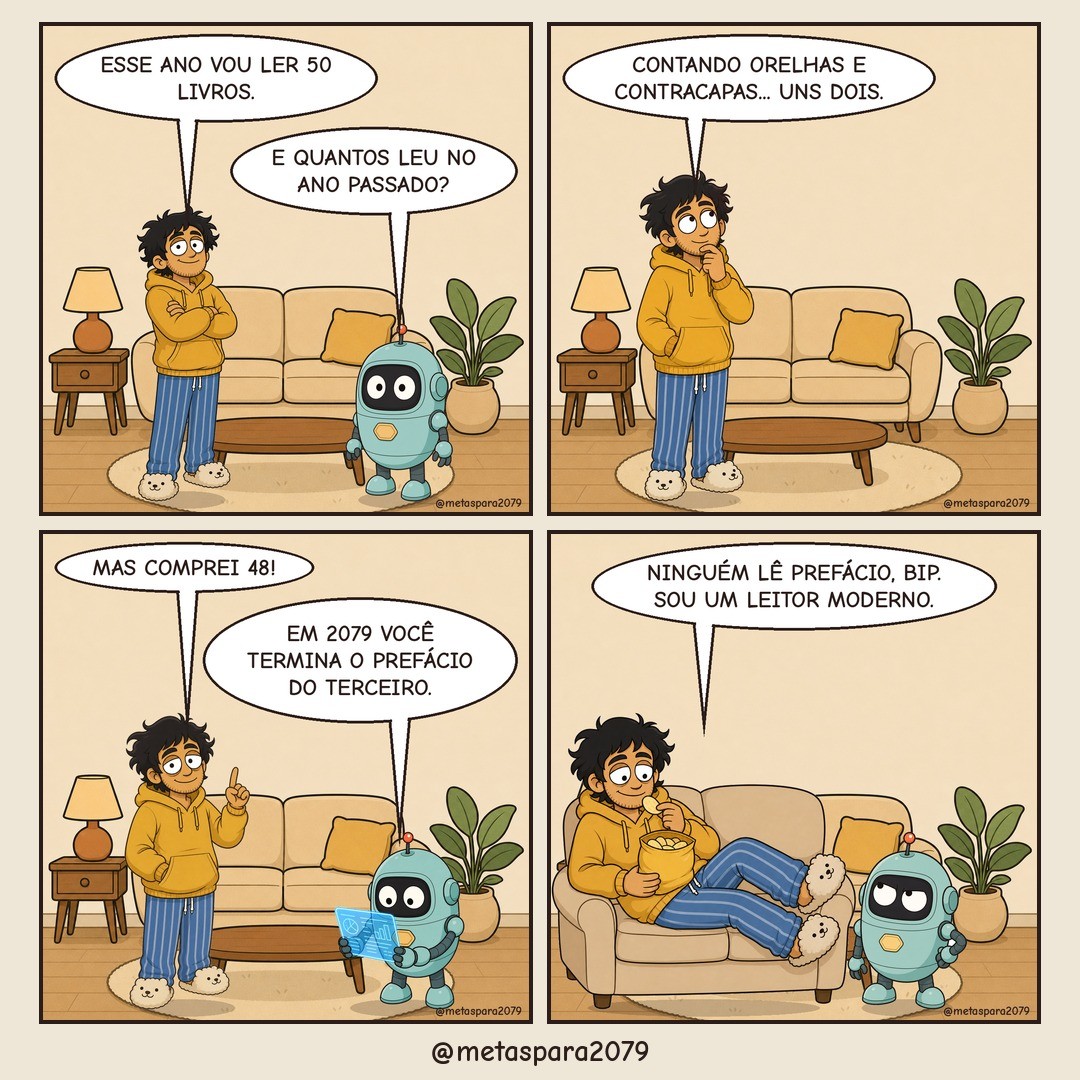 ESSE ANO VOU LER 50
LIVROS.
E QUANTOS LEU NO
ANO PASSADO?
@metaspara2079
CONTANDO ORELHAS E
CONTRACAPAS... UNS DOIS.
@metaspara2079
MAS COMPREI 48!
EM 2079 VOCÊ
TERMINA O PREFÁCIO
DO TERCEIRO.
@metaspara2079
NINGUÉM LÊ PREFÁCIO, BIP.
SOU UM LEITOR MODERNO.
@metaspara2079
@metaspara2079